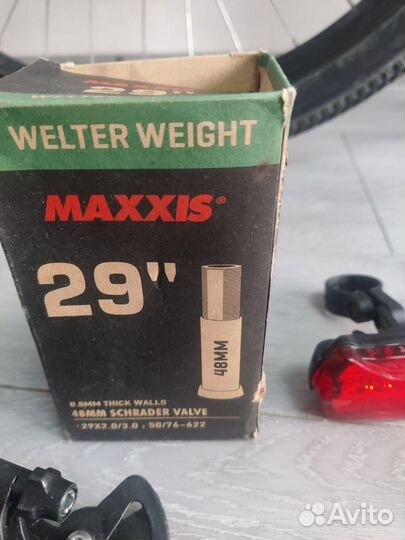 29"
WELTER WEIGHT
MAXXIS®
29"
48MM
0.8MM THICK WALLS
48MM SCHRADER VALVE
29X2.0/3.0, 50/76-622
Avito